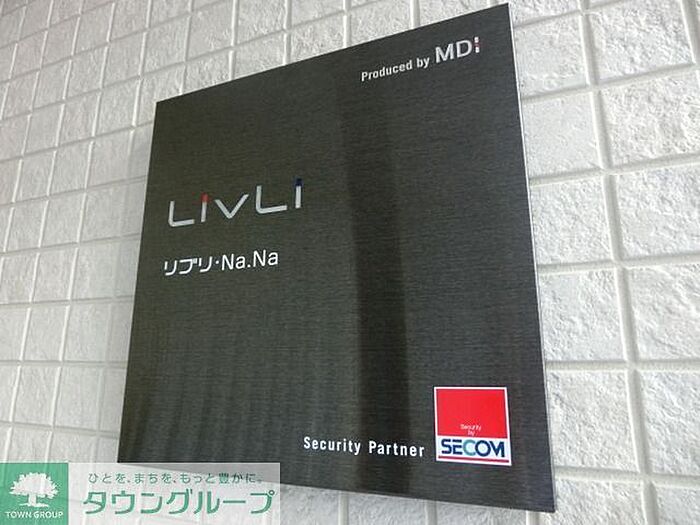 Produced by MDi
LivLi
リブリ・Na.Na
Security Partner
Security
by
SECOM
ひとを、まちを、もっと豊かに。
タウングループ
TOWN GROUP